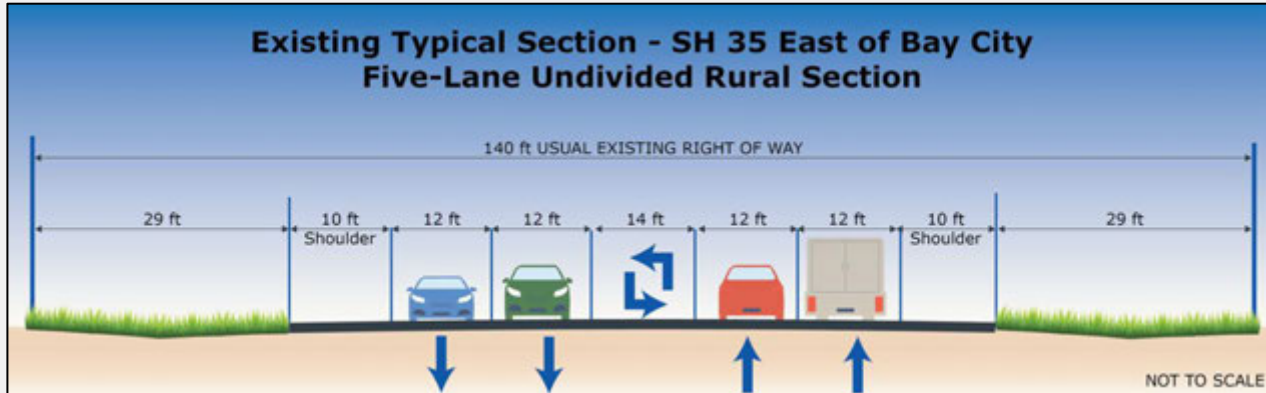 Existing Typical Section - SH 35 East of Bay City
Five-Lane Undivided Rural Section
140 ft USUAL EXISTING RIGHT OF WAY
29 ft
10 ft
Shoulder
12 ft
12 ft
14 ft
12 ft
12 ft
10 ft
Shoulder
29 ft
NOT TO SCALE